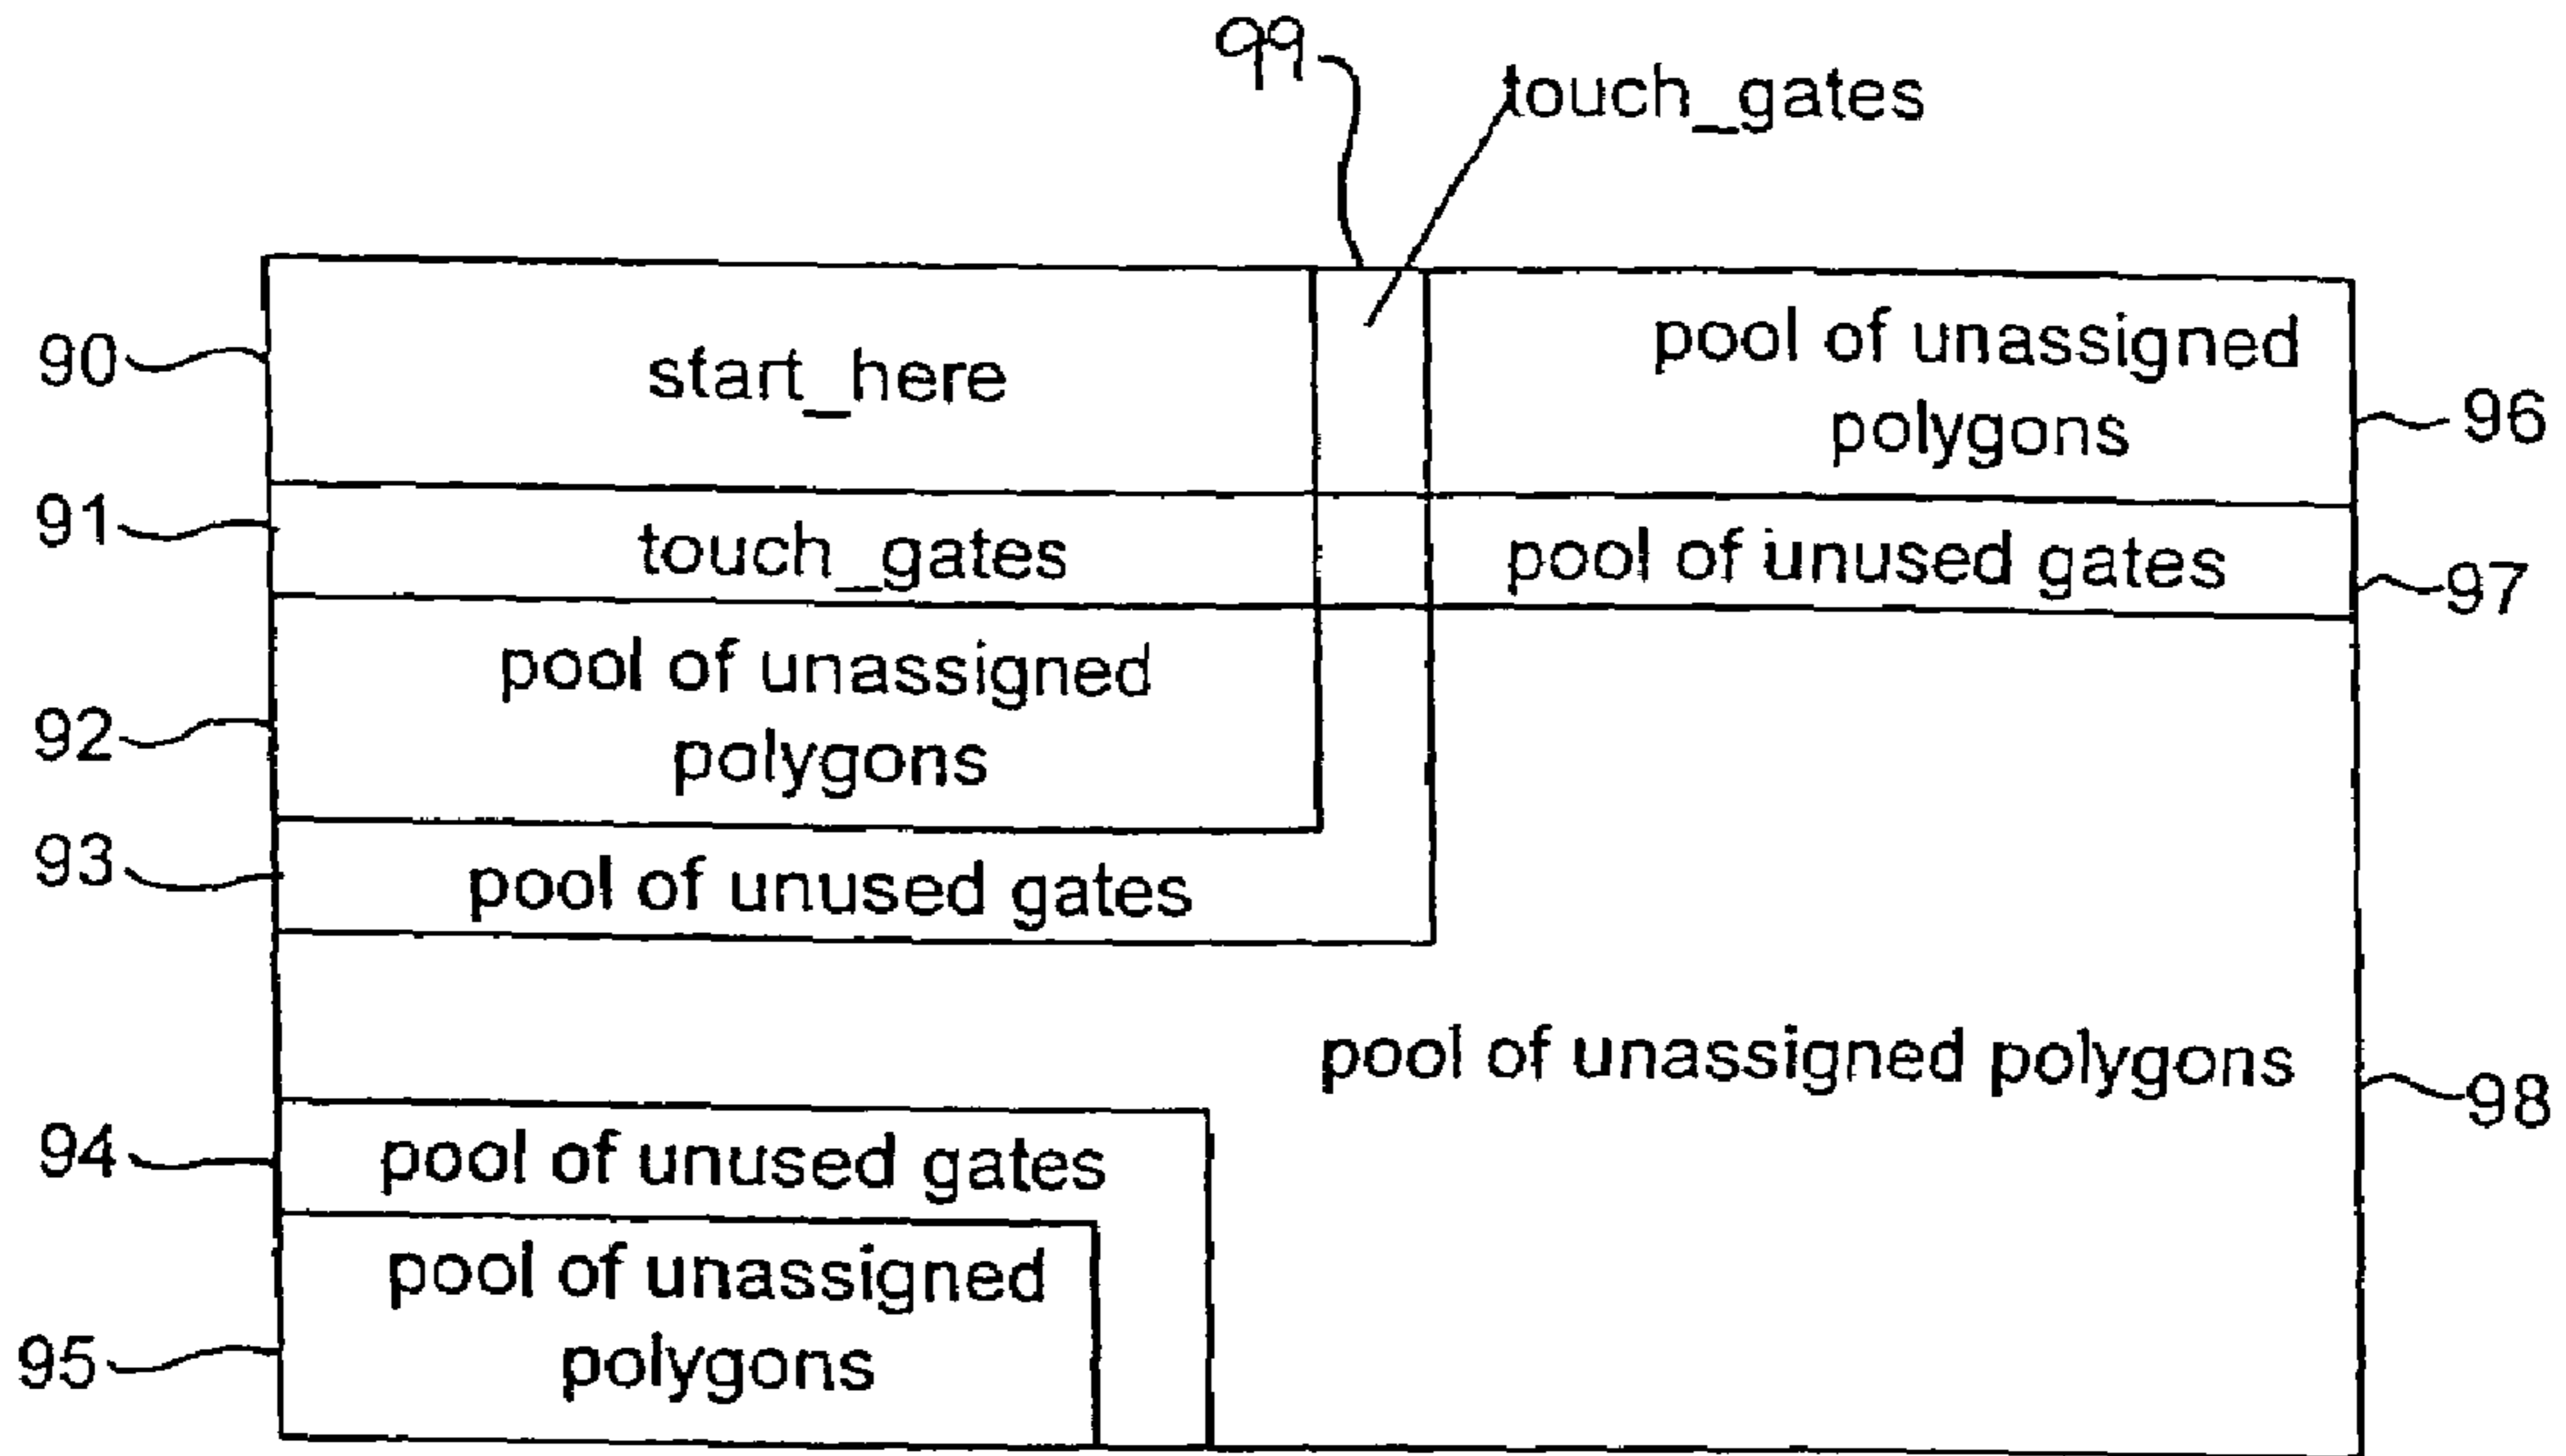 99
touch_gates
90
start_here
pool of unassigned
polygons
96
91
touch_gates
pool of unused gates
97
92
pool of unassigned
polygons
93
pool of unused gates
pool of unassigned polygons
98
94
pool of unused gates
95
pool of unassigned
polygons